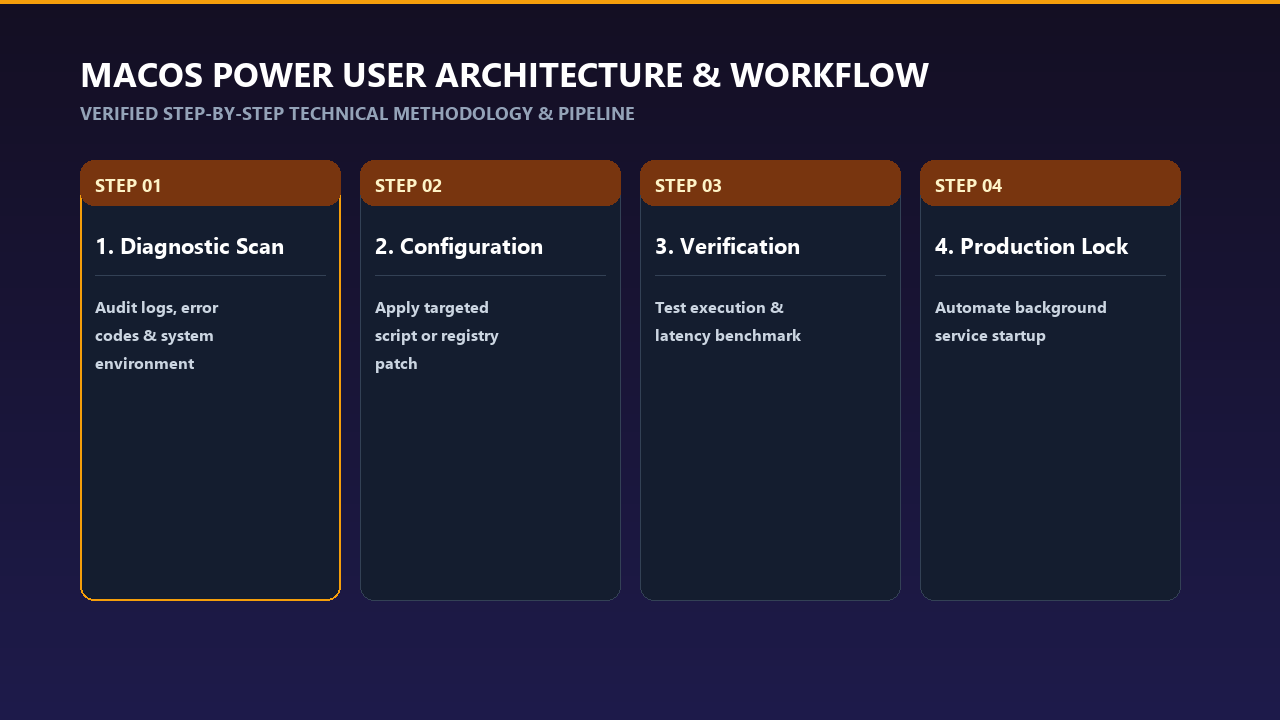 MACOS POWER USER ARCHITECTURE & WORKFLOW
VERIFIED STEP-BY-STEP TECHNICAL METHODOLOGY & PIPELINE
STEP 01
1. Diagnostic Scan
Audit logs, error
codes & system
environment
STEP 02
2. Configuration
Apply targeted
script or registry
patch
STEP 03
3. Verification
Test execution &
latency benchmark
STEP 04
4. Production Lock
Automate background
service startup